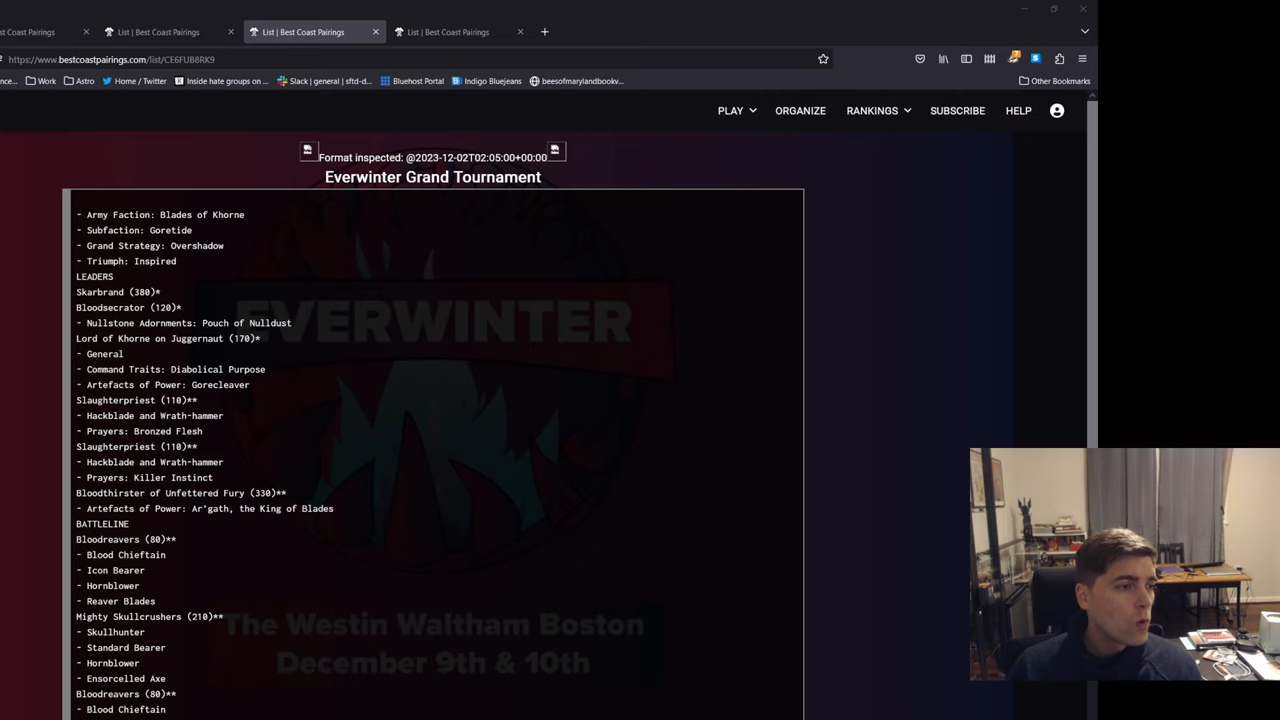 st Coast Pairings
List | Best Coast Pairings
List | Best Coast Pairings
List | Best Coast Pairings
https://www.bestcoastpairings.com/list/CE6FUB8RK9
nce...
Work
Astro
Home / Twitter
Inside hate groups on ...
Slack | general | sftd-d...
Bluehost Portal
Indigo Bluejeans
beesofmarylandbookv...
Other Bookmarks
PLAY
ORGANIZE
RANKINGS
SUBSCRIBE
HELP
Format inspected: @2023-12-02T02:05:00+00:00
Everwinter Grand Tournament
- Army Faction: Blades of Khorne
- Subfaction: Goretide
- Grand Strategy: Overshadow
- Triumph: Inspired
LEADERS
Skarbrand (380)*
Bloodsecrator (120)*
- Nullstone Adornments: Pouch of Nulldust
Lord of Khorne on Juggernaut (170)*
- General
- Command Traits: Diabolical Purpose
- Artefacts of Power: Gorecleaver
Slaughterpriest (110)**
- Hackblade and Wrath-hammer
- Prayers: Bronzed Flesh
Slaughterpriest (110)**
- Hackblade and Wrath-hammer
- Prayers: Killer Instinct
Bloodthirster of Unfettered Fury (330)**
- Artefacts of Power: Ar'gath, the King of Blades
BATTLELINE
Bloodreavers (80)**
- Blood Chieftain
- Icon Bearer
- Hornblower
- Reaver Blades
Mighty Skullcrushers (210)**
- Skullhunter
- Standard Bearer
- Hornblower
- Ensorcelled Axe
Bloodreavers (80)**
- Blood Chieftain
EVERWINTER
The Westin Waltham Boston
December 9th & 10th